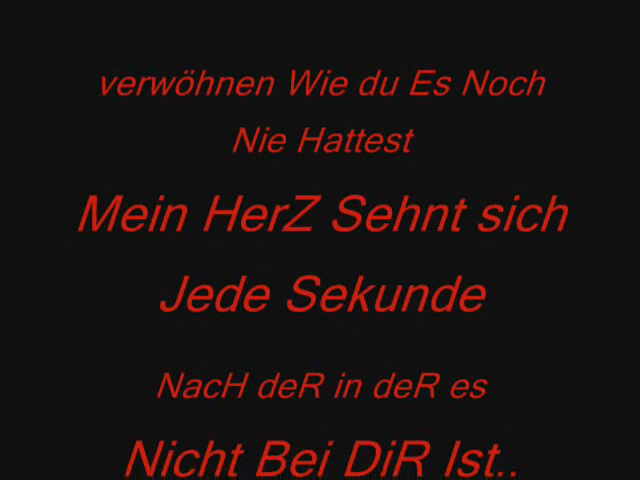 verwöhnen Wie du Es Noch
Nie Hattest
Mein HerZ Sehnt sich
Jede Sekunde
NacH deR in deR es
Nicht Bei DiR Ist..